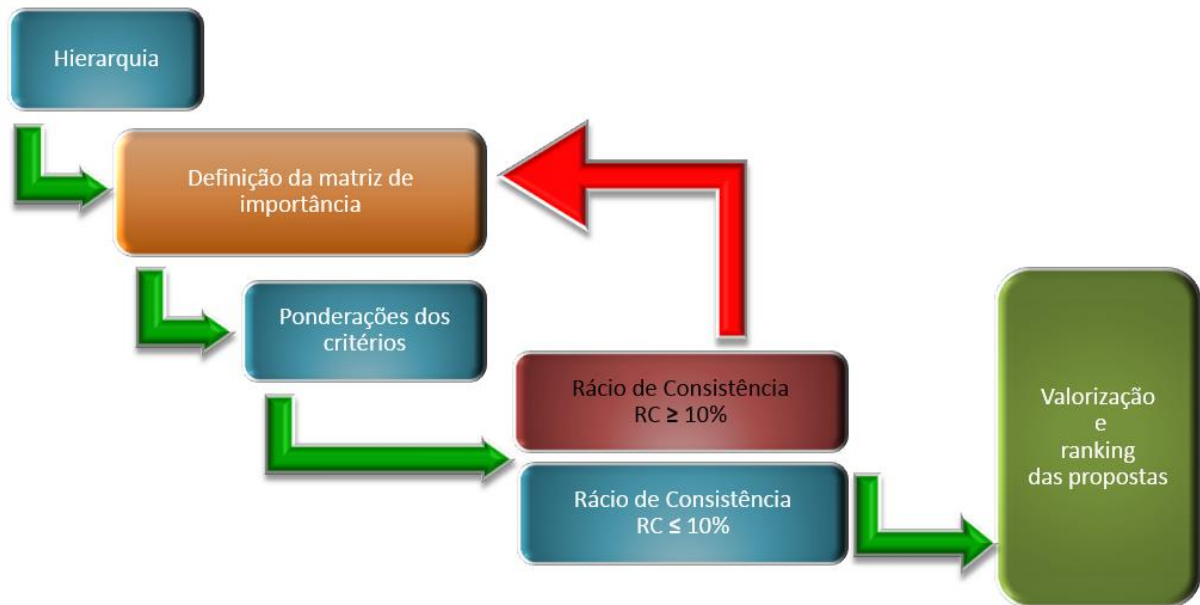 Hierarquia
Definição da matriz de
importância
Ponderações dos
critérios
Rácio de Consistência
RC ≥ 10%
Rácio de Consistência
RC ≤ 10%
Valorização
e
ranking
das propostas